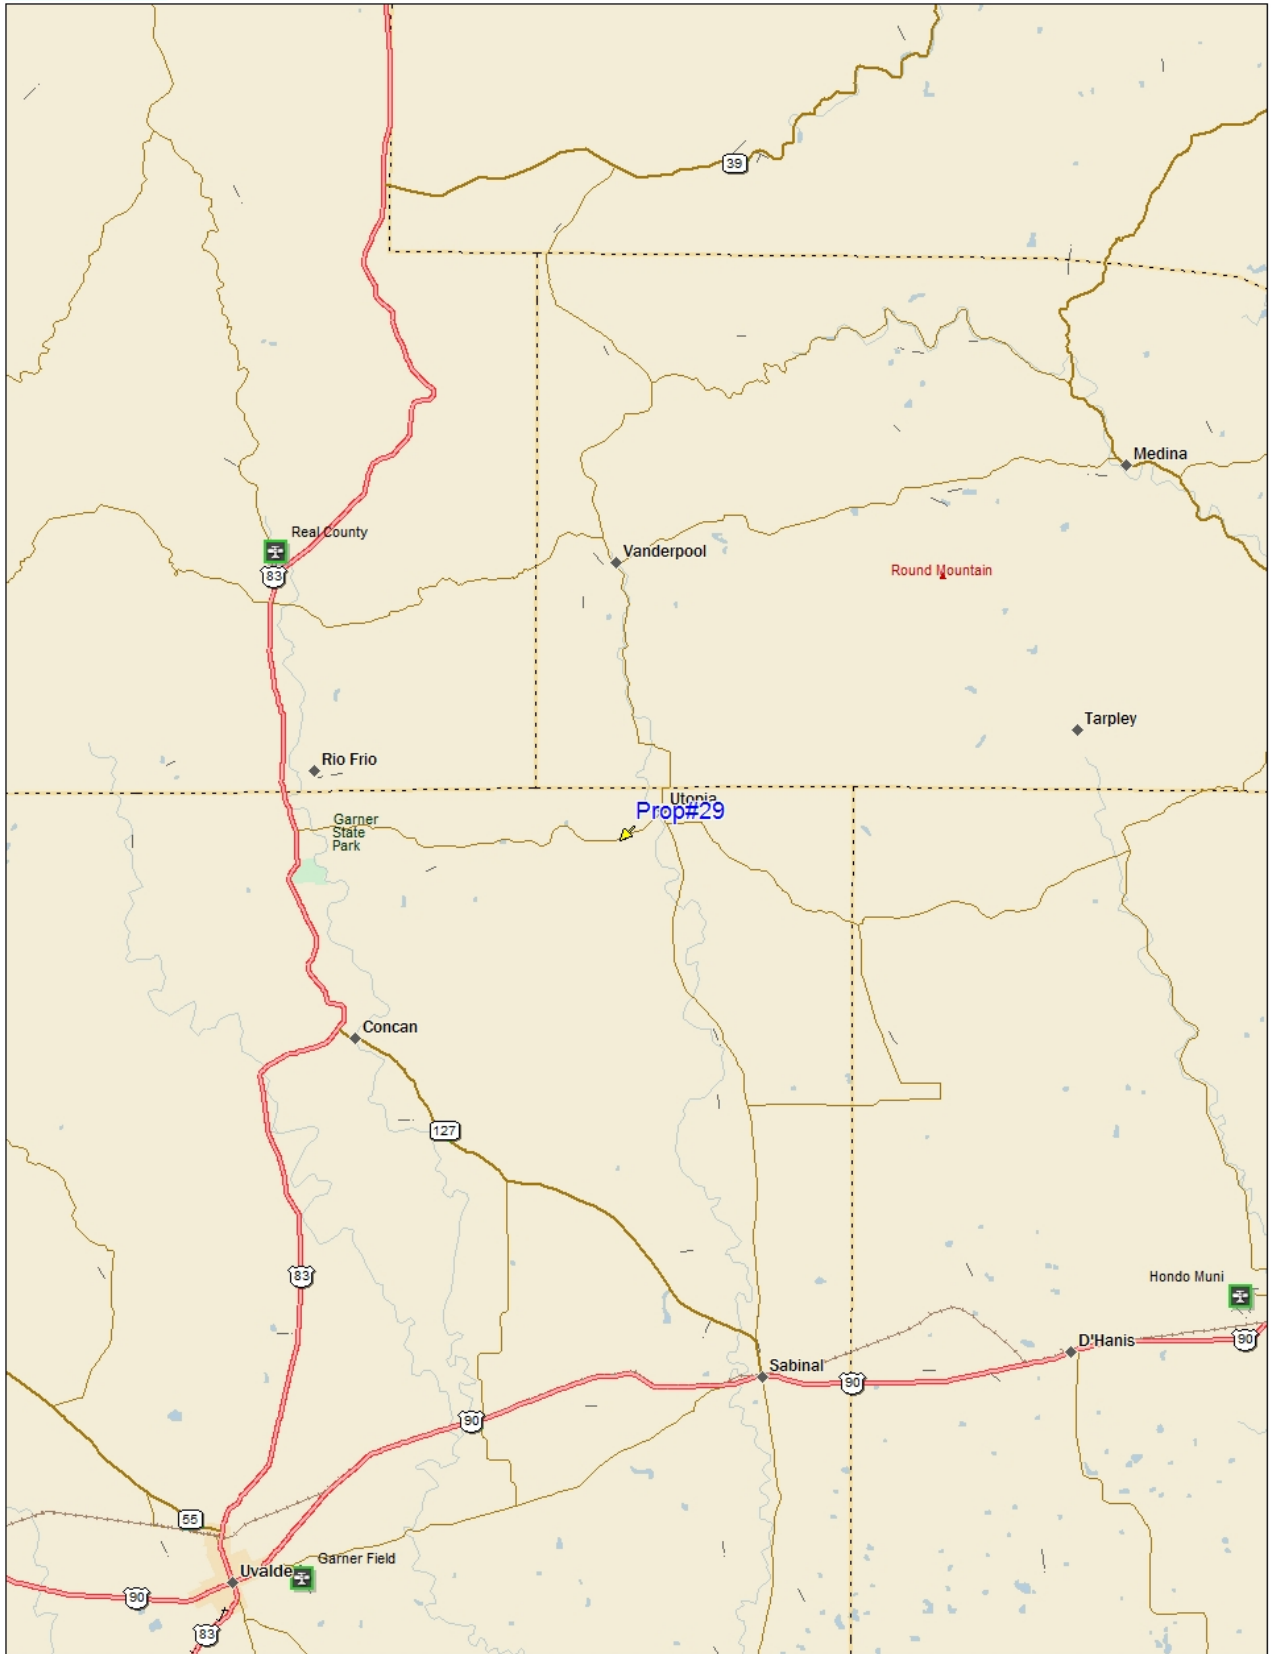 39
Medina
Real County
83
Vanderpool
Round Mountain
Tarpley
Rio Frio
Utopia
Prop#29
Garner
State
Park
Concan
127
83
Hondo Muni
D'Hanis
90
Sabinal
90
90
55
Garner Field
Uvalde
90
83